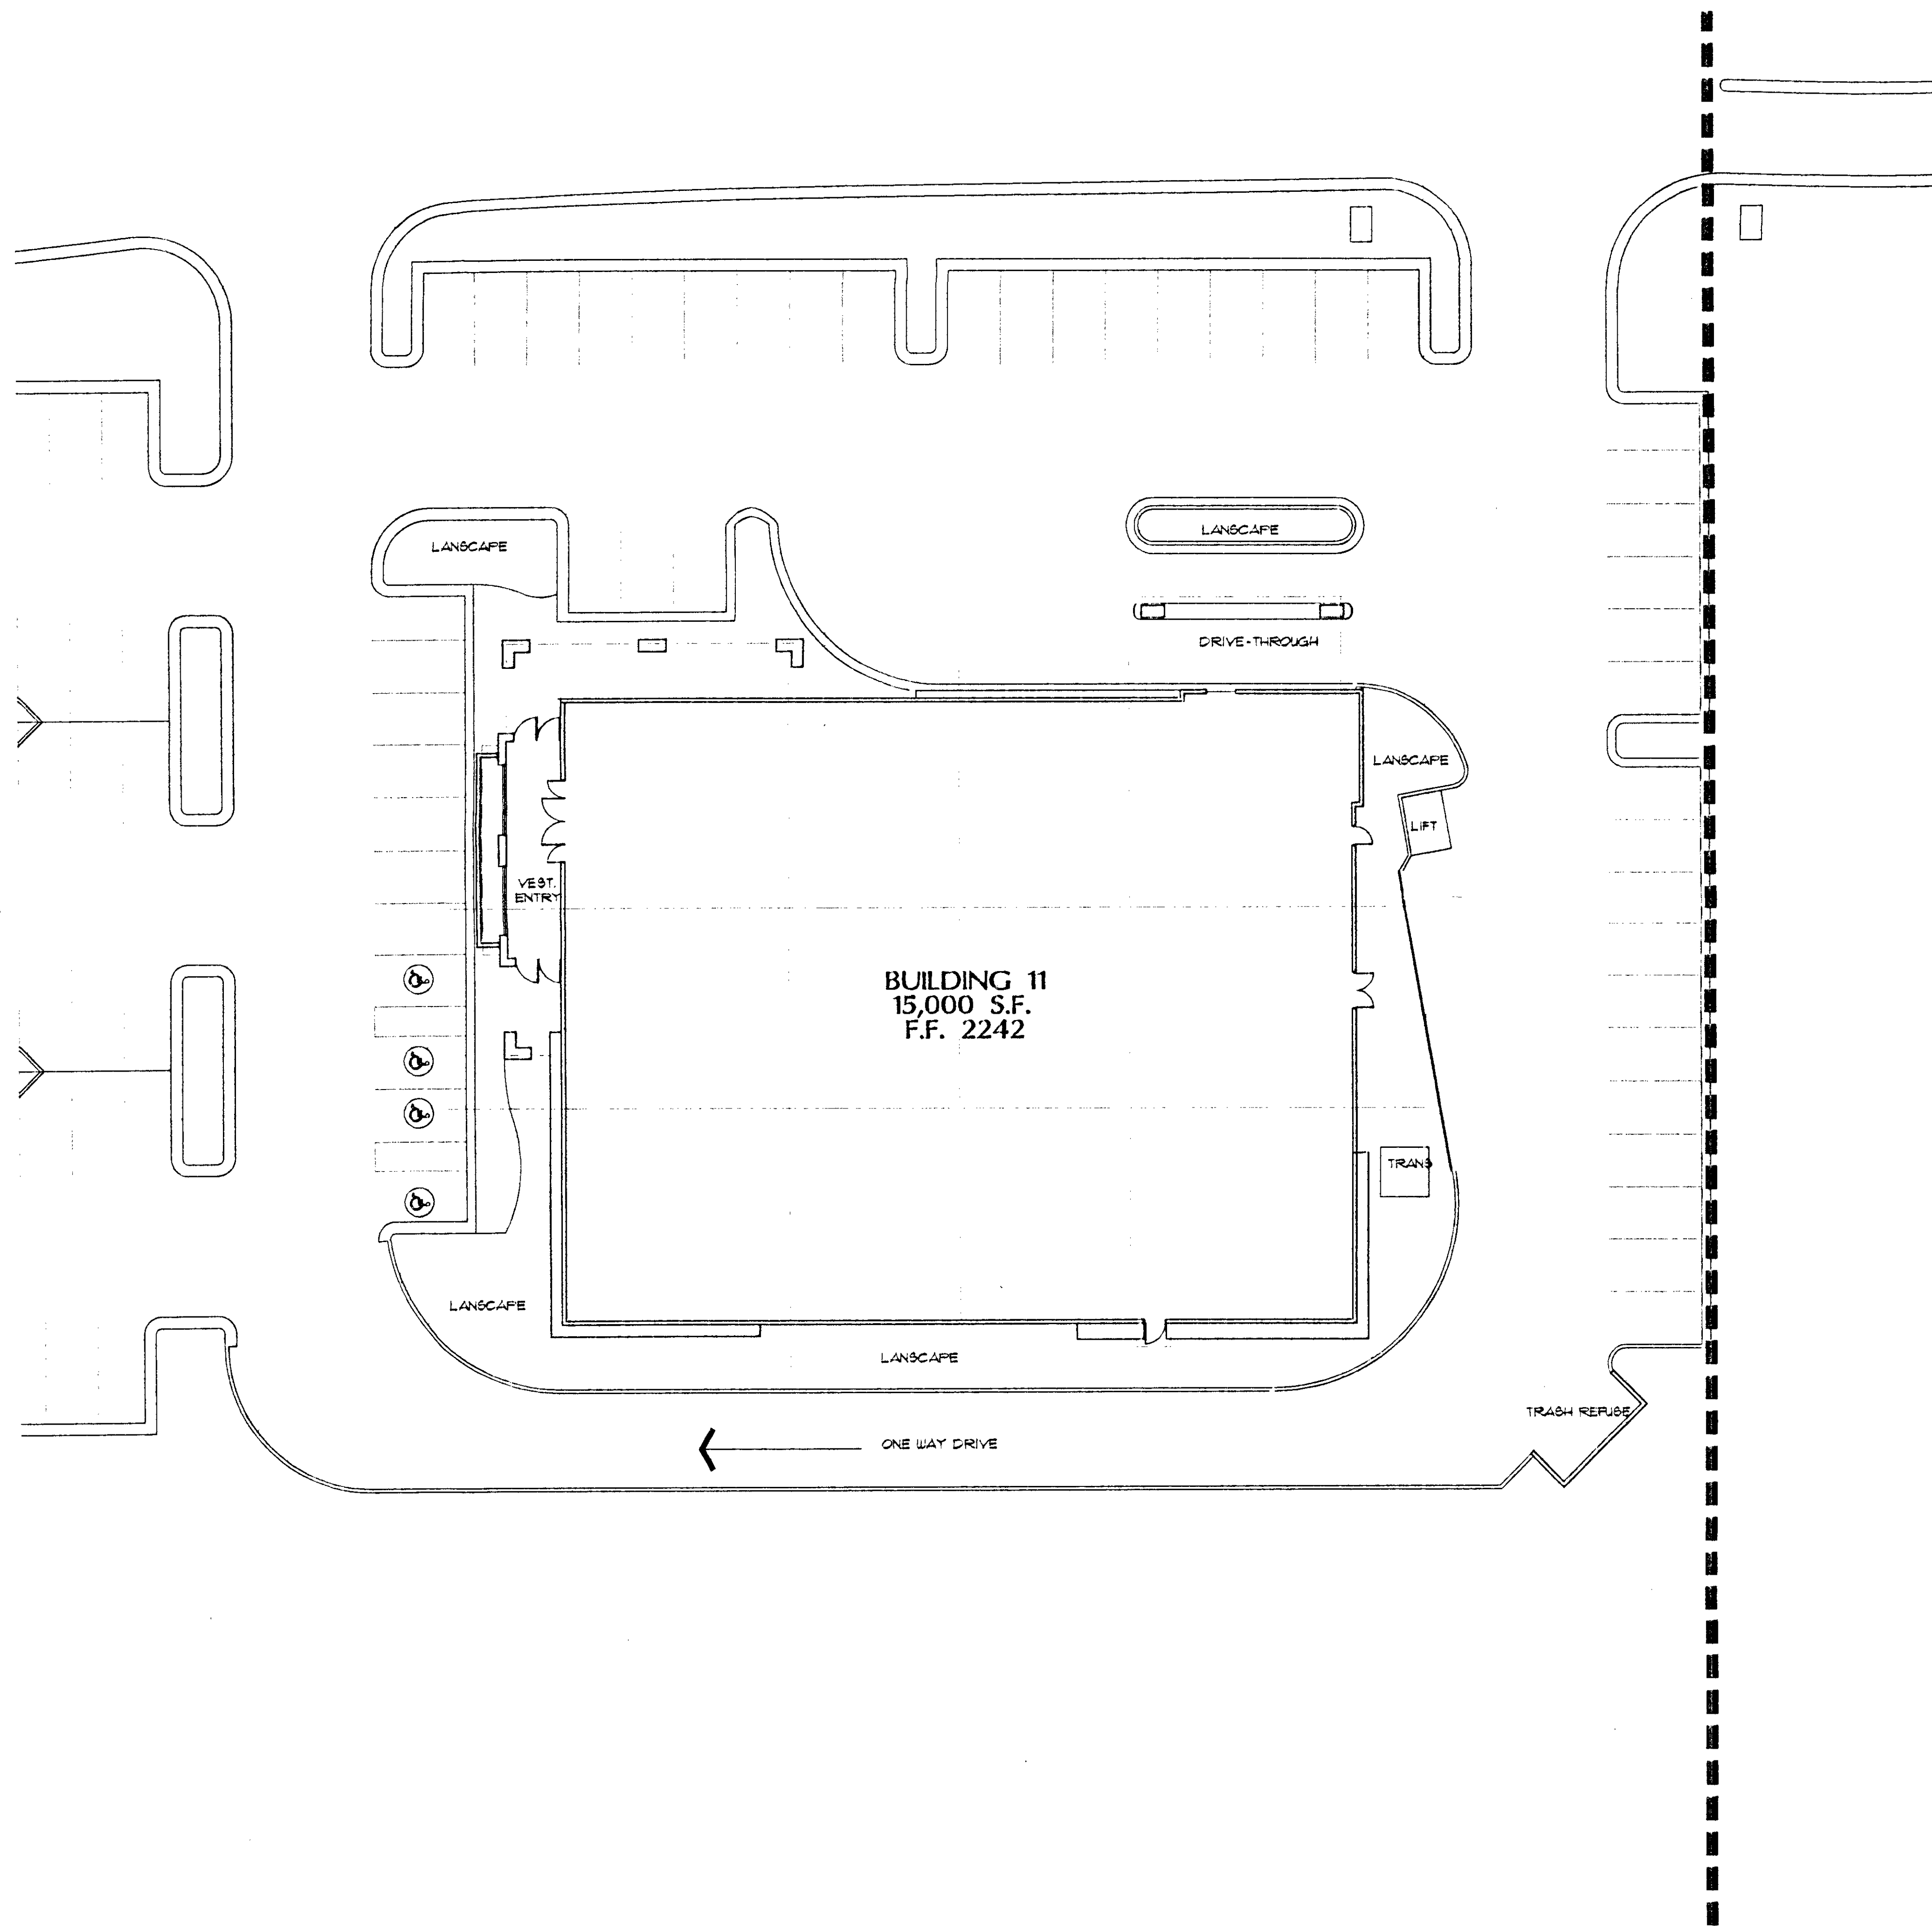 LANSCAPE
LANSCAPE
DRIVE-THROUGH
LANSCAPE
LIFT
VEST.
ENTRY
BUILDING 11
15,000 S.F.
F.F. 2242
TRANS
LANSCAPE
LANSCAPE
TRASH REFUSE
ONE WAY DRIVE